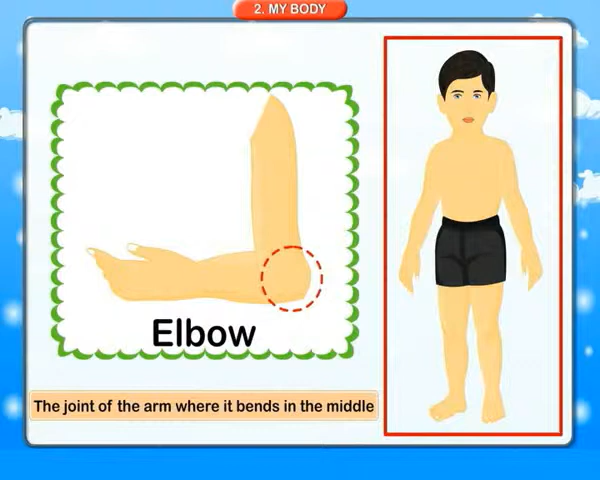 2. MY BODY
Elbow
The joint of the arm where it bends in the middle